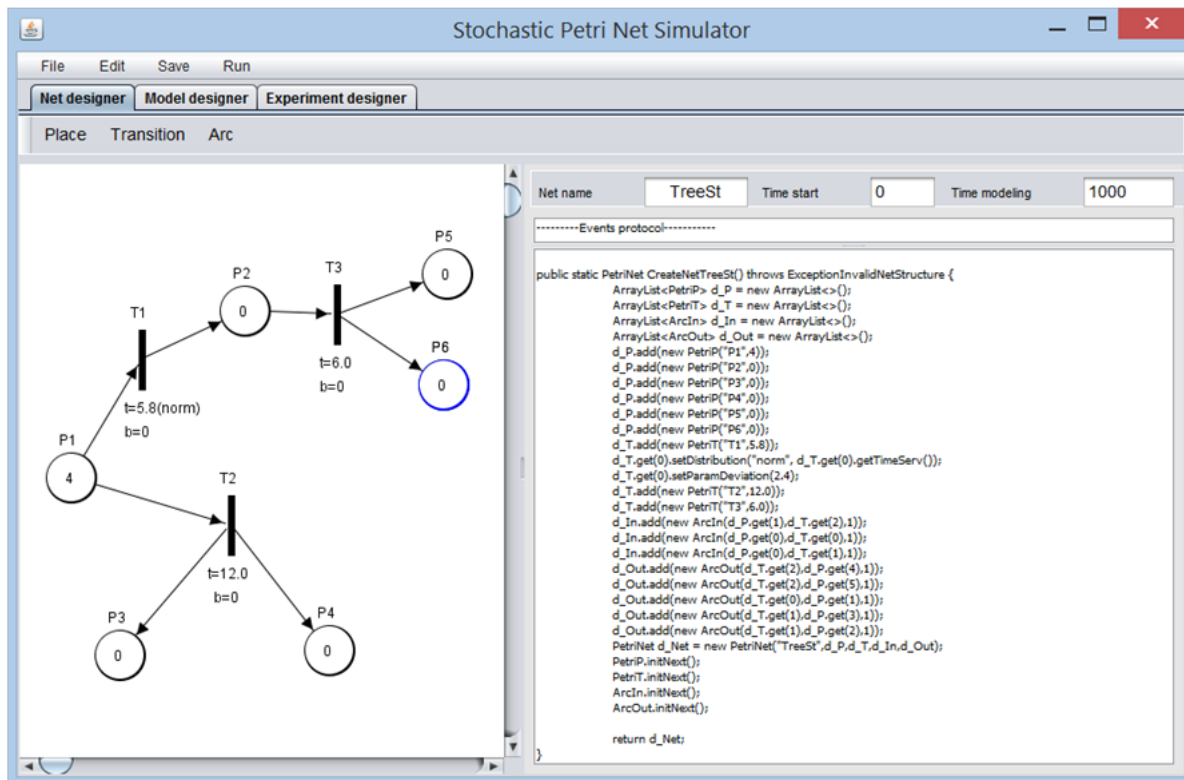 Stochastic Petri Net Simulator
File Edit Save Run
Net designer Model designer Experiment designer
Place Transition Arc
Net name TreeSt Time start 0 Time modeling 1000
---------Events protocol-----------
P5
0
T3
P2
0
T1
P6
0
t=6.0
b=0
t=5.8(norm)
b=0
P1
4
T2
t=12.0
b=0
P3
0
P4
0
public static PetriNet CreateNetTreeSt() throws ExceptionInvalidNetStructure {
ArrayList<PetriP> d_P = new ArrayList<>();
ArrayList<PetriT> d_T = new ArrayList<>();
ArrayList<ArcIn> d_In = new ArrayList<>();
ArrayList<ArcOut> d_Out = new ArrayList<>();
d_P.add(new PetriP("P1",4));
d_P.add(new PetriP("P2",0));
d_P.add(new PetriP("P3",0));
d_P.add(new PetriP("P4",0));
d_P.add(new PetriP("P5",0));
d_P.add(new PetriP("P6",0));
d_T.add(new PetriT("T1",5.8));
d_T.get(0).setDistribution("norm", d_T.get(0).getTimeServ());
d_T.get(0).setParamDeviation(2.4);
d_T.add(new PetriT("T2",12.0));
d_T.add(new PetriT("T3",6.0));
d_In.add(new ArcIn(d_P.get(1),d_T.get(2),1));
d_In.add(new ArcIn(d_P.get(0),d_T.get(0),1));
d_In.add(new ArcIn(d_P.get(0),d_T.get(1),1));
d_Out.add(new ArcOut(d_T.get(2),d_P.get(4),1));
d_Out.add(new ArcOut(d_T.get(2),d_P.get(5),1));
d_Out.add(new ArcOut(d_T.get(0),d_P.get(1),1));
d_Out.add(new ArcOut(d_T.get(1),d_P.get(3),1));
d_Out.add(new ArcOut(d_T.get(1),d_P.get(2),1));
PetriNet d_Net = new PetriNet("TreeSt",d_P,d_T,d_In,d_Out);
PetriP.initNext();
PetriT.initNext();
ArcIn.initNext();
ArcOut.initNext();
return d_Net;
}